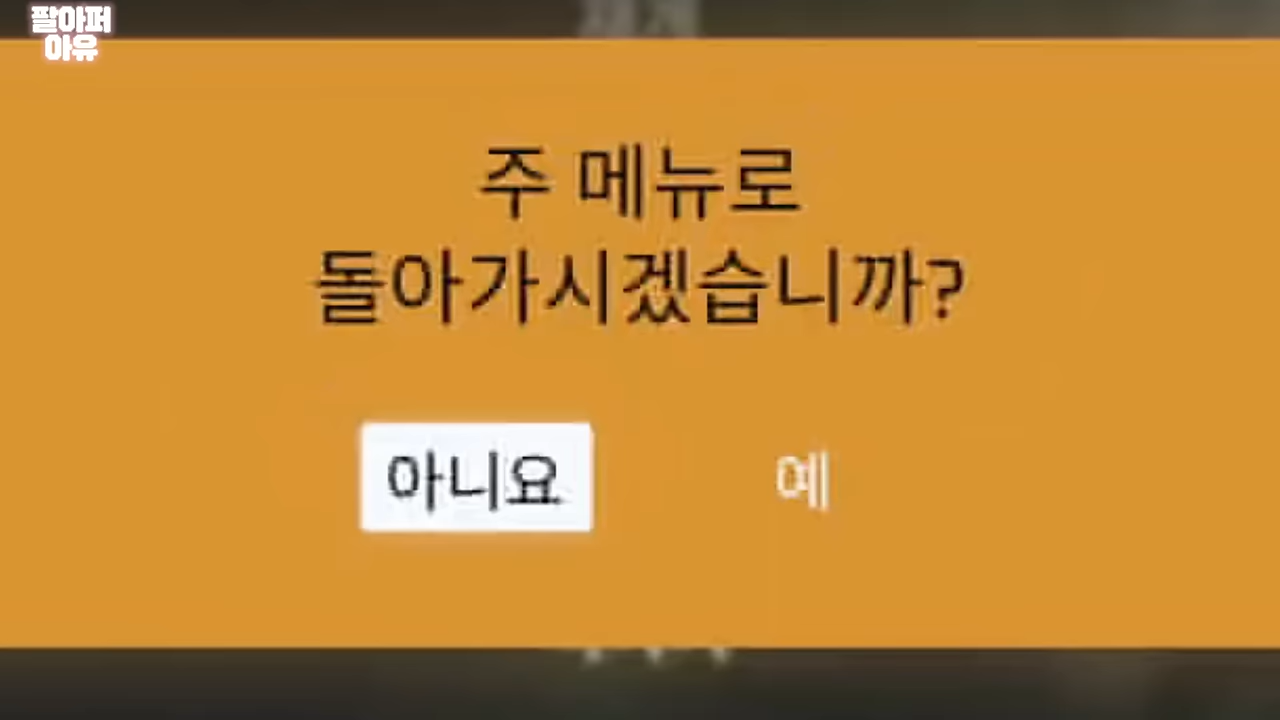 팔아퍼
아유
주 메뉴로
돌아가시겠습니까?
아니요 예